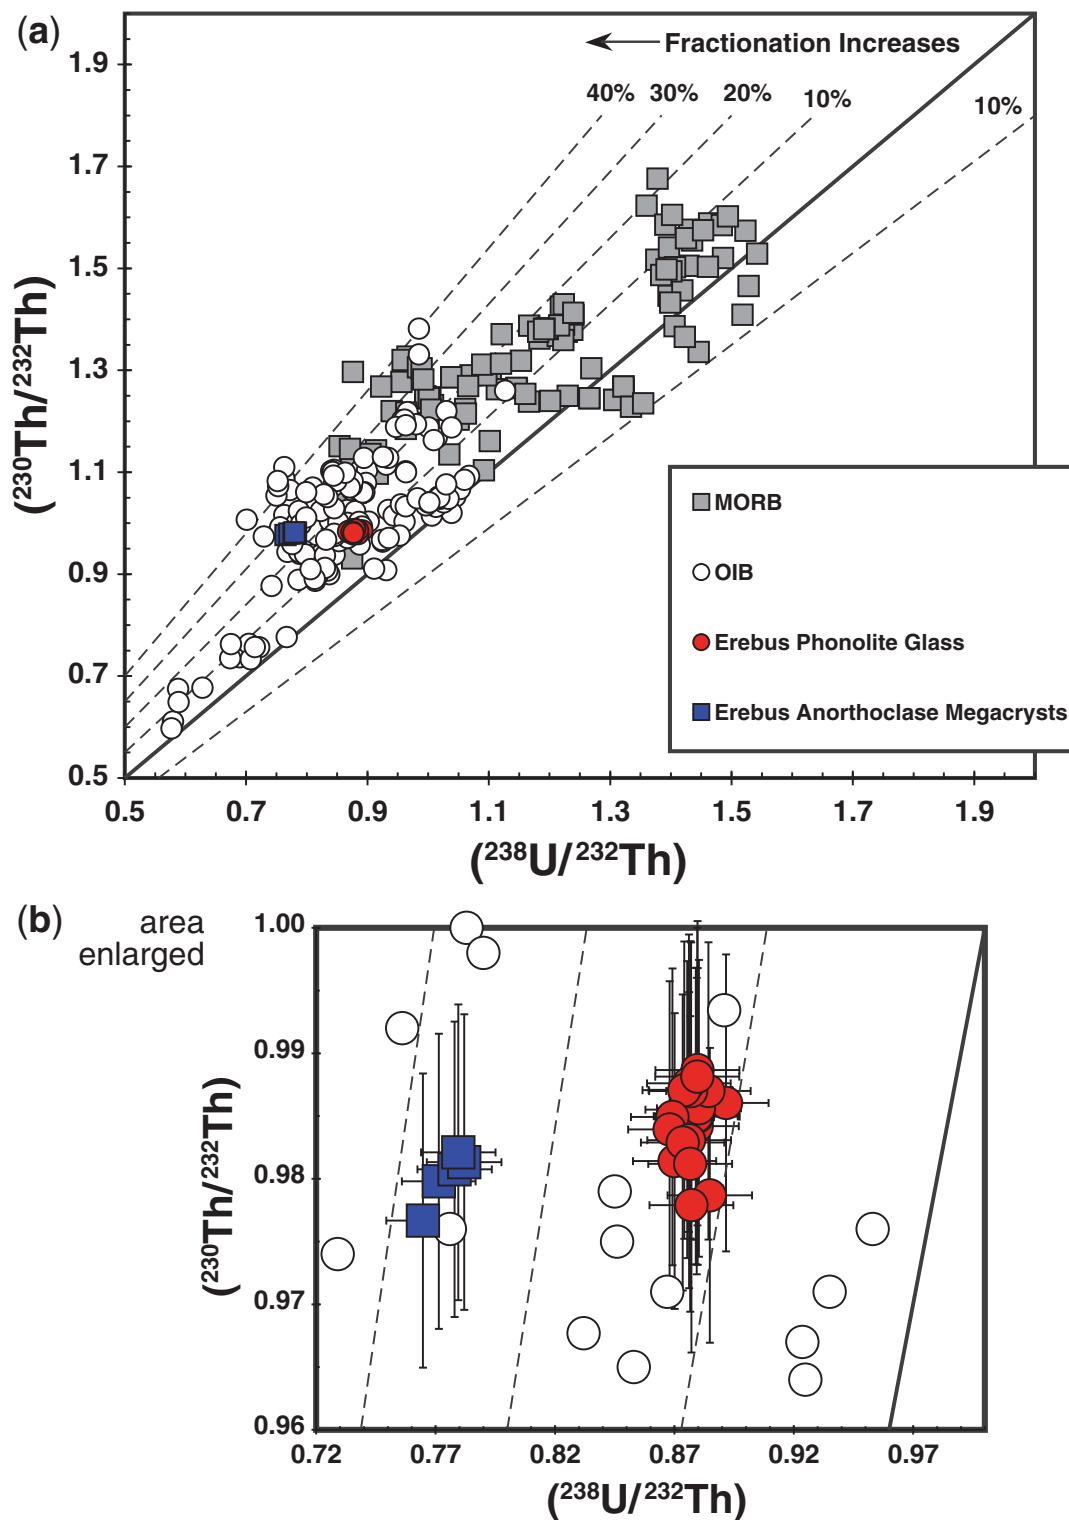 (a)
Fractionation Increases
40% 30% 20% 10% 10%
1.9
1.7
1.5
1.3
1.1
0.9
0.7
0.5
(²³⁰Th/²³²Th)
MORB
OIB
Erebus Phonolite Glass
Erebus Anorthoclase Megacrysts
0.5 0.7 0.9 1.1 1.3 1.5 1.7 1.9
(²³⁸U/²³²Th)
(b)
area
enlarged
1.00
0.99
0.98
0.97
0.96
(²³⁰Th/²³²Th)
0.72 0.77 0.82 0.87 0.92 0.97
(²³⁸U/²³²Th)